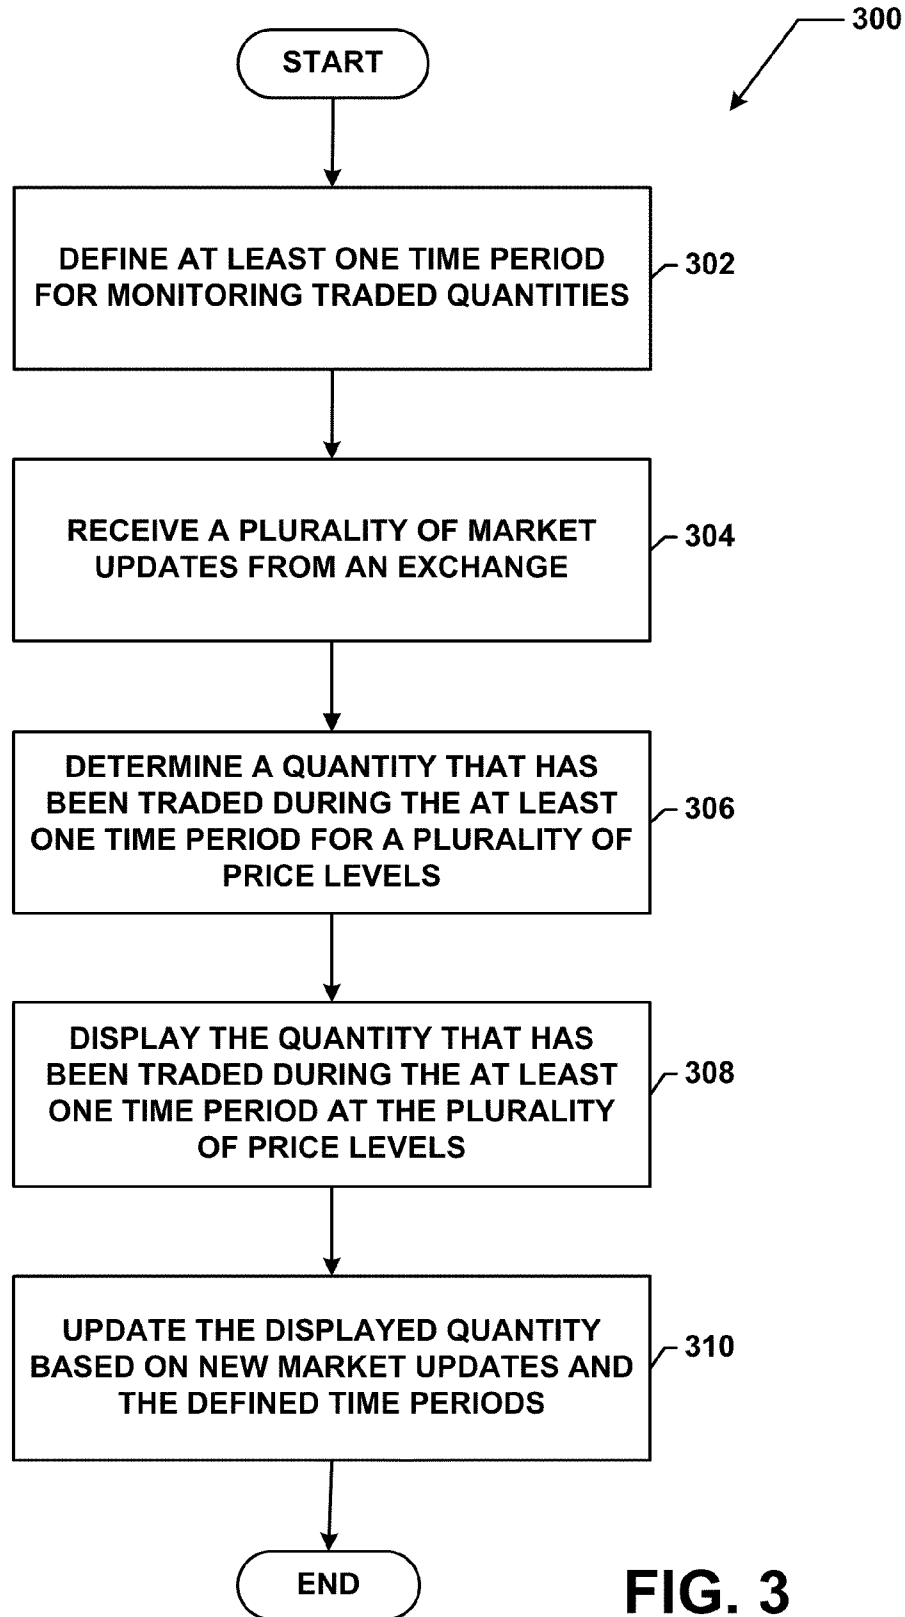 300
START
DEFINE AT LEAST ONE TIME PERIOD
FOR MONITORING TRADED QUANTITIES
302
RECEIVE A PLURALITY OF MARKET
UPDATES FROM AN EXCHANGE
304
DETERMINE A QUANTITY THAT HAS
BEEN TRADED DURING THE AT LEAST
ONE TIME PERIOD FOR A PLURALITY OF
PRICE LEVELS
306
DISPLAY THE QUANTITY THAT HAS
BEEN TRADED DURING THE AT LEAST
ONE TIME PERIOD AT THE PLURALITY
OF PRICE LEVELS
308
UPDATE THE DISPLAYED QUANTITY
BASED ON NEW MARKET UPDATES AND
THE DEFINED TIME PERIODS
310
END
FIG. 3